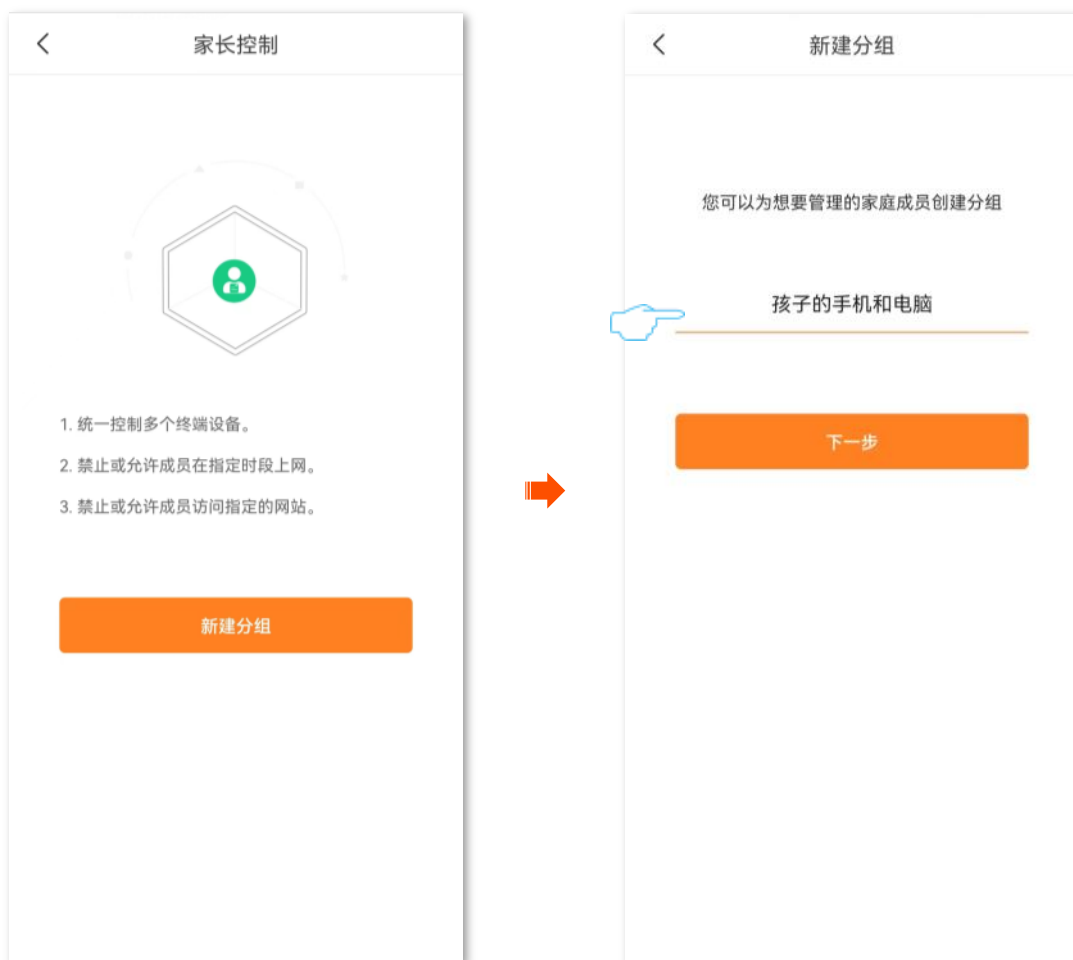 家长控制
1. 统一控制多个终端设备。
2. 禁止或允许成员在指定时段上网。
3. 禁止或允许成员访问指定的网站。
新建分组
新建分组
您可以为想要管理的家庭成员创建分组
孩子的手机和电脑
下一步